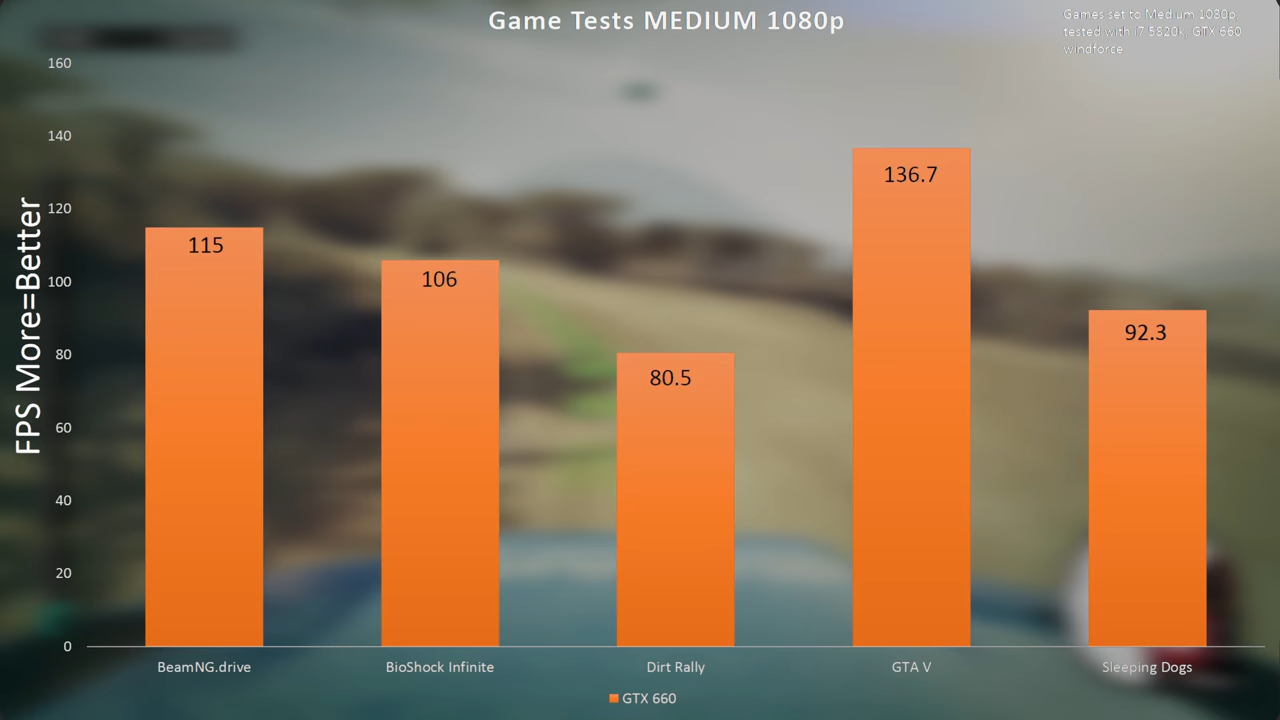 Game Tests MEDIUM 1080p
Games set to Medium 1080p,
tested with i7 5820k, GTX 660
windforce
FPS More=Better
160
140
120
100
80
60
40
20
0
115
106
80.5
136.7
92.3
BeamNG.drive
BioShock Infinite
Dirt Rally
GTA V
Sleeping Dogs
GTX 660